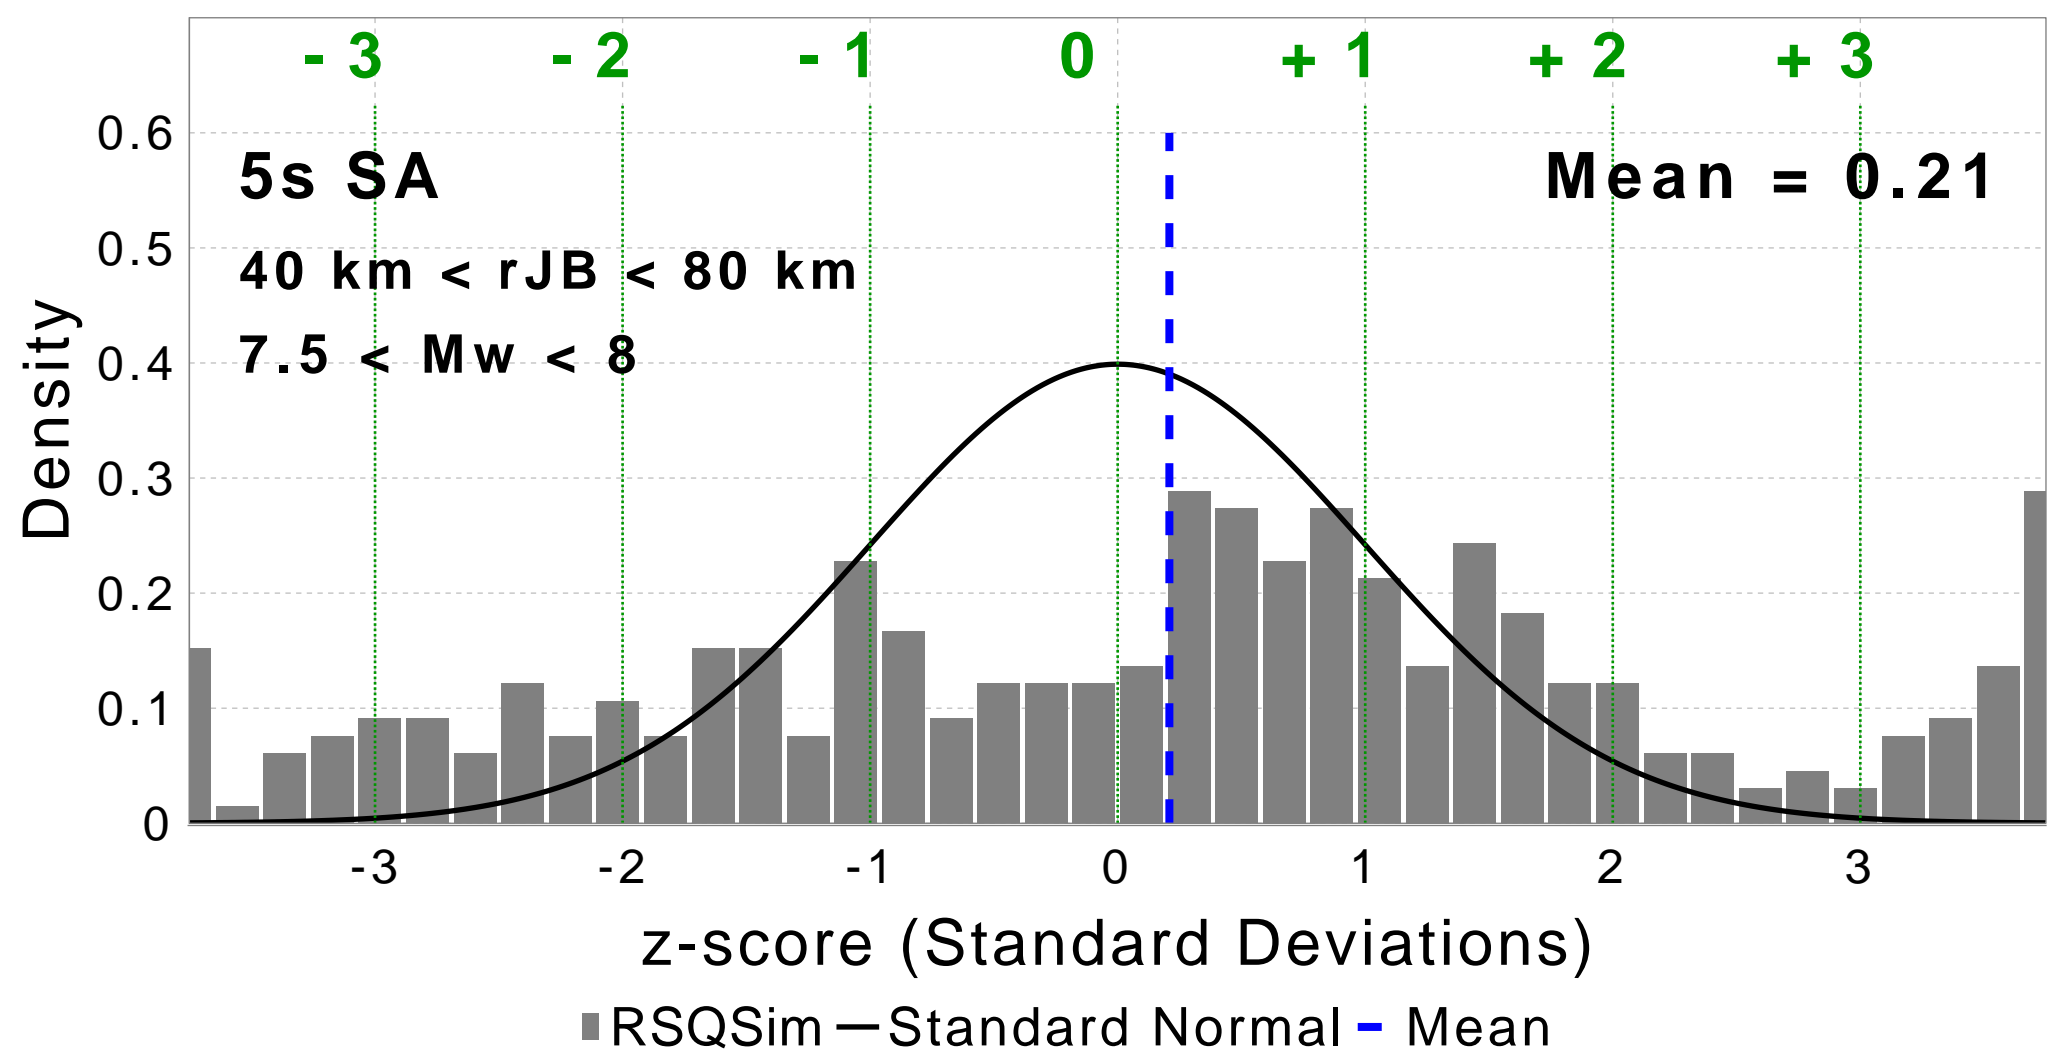 - 3 - 2 - 1 0 + 1 + 2 + 3
0.6
5s SA
Mean = 0.21
0.5
40 km < rJB < 80 km
7.5 < Mw < 8
0.4
0.3
0.2
0.1
0
Density
-3 -2 -1 0 1 2 3
z-score (Standard Deviations)
RSQSim Standard Normal Mean